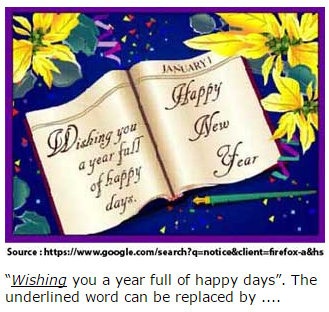 JANUARY 1
Wishing you
a year full
of happy
days.
Happy
New
Year
Source : https://www.google.com/search?q=notice&client=firefox-a&hs
“Wishing you a year full of happy days”. The
underlined word can be replaced by ....